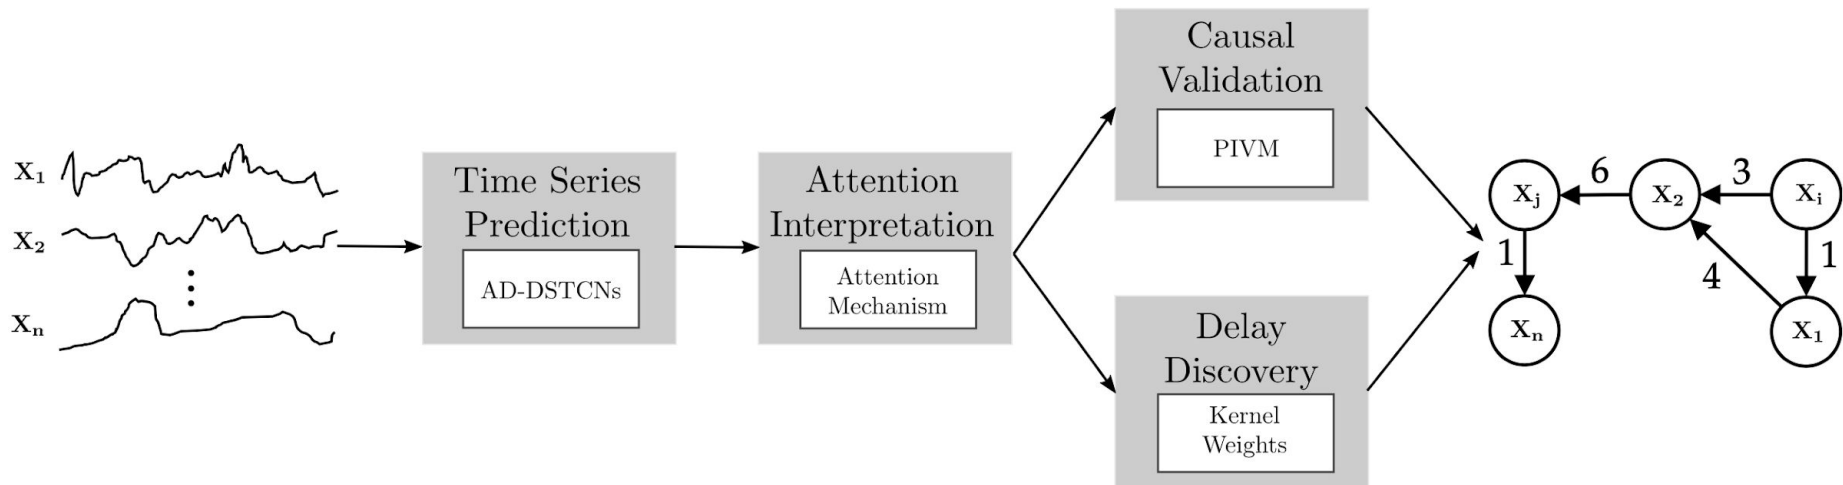 X₁
X₂
Xₙ
Time Series
Prediction
AD-DSTCNs
Attention
Interpretation
Attention
Mechanism
Causal
Validation
PIVM
Delay
Discovery
Kernel
Weights
Xⱼ 6 X₂ 3 Xᵢ
1 4 1
Xₙ X₁